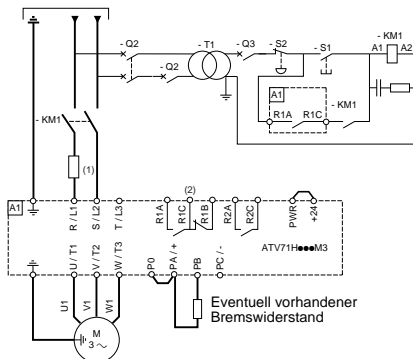 - Q2
- T1
- Q3
- S2
- S1
- KM1
A1
A2
- Q2
A1
- KM1
R1A
R1C
- KM1
(1)
A1
R / L1
S / L2
T / L3
(2)
R1A
R1C
R1B
R2A
R2C
PWR
+24
ATV71H●●●M3
U / T1
V / T2
W / T3
P0
PA / +
PB
PC / -
U1
V1
W1
M
3 ~
Eventuell vorhandener
Bremswiderstand